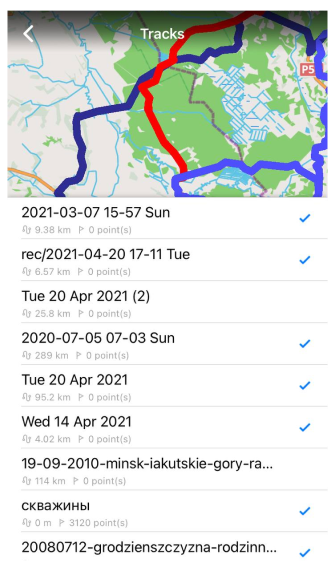 Tracks
P5
2021-03-07 15-57 Sun
9.38 km 0 point(s)
rec/2021-04-20 17-11 Tue
6.57 km 0 point(s)
Tue 20 Apr 2021 (2)
25.8 km 0 point(s)
2020-07-05 07-03 Sun
289 km 0 point(s)
Tue 20 Apr 2021
95.2 km 0 point(s)
Wed 14 Apr 2021
4.02 km 0 point(s)
19-09-2010-minsk-iakutskie-gory-ra...
114 km 0 point(s)
скважины
0 m 3120 point(s)
20080712-grodzienszczyzna-rodzinn...